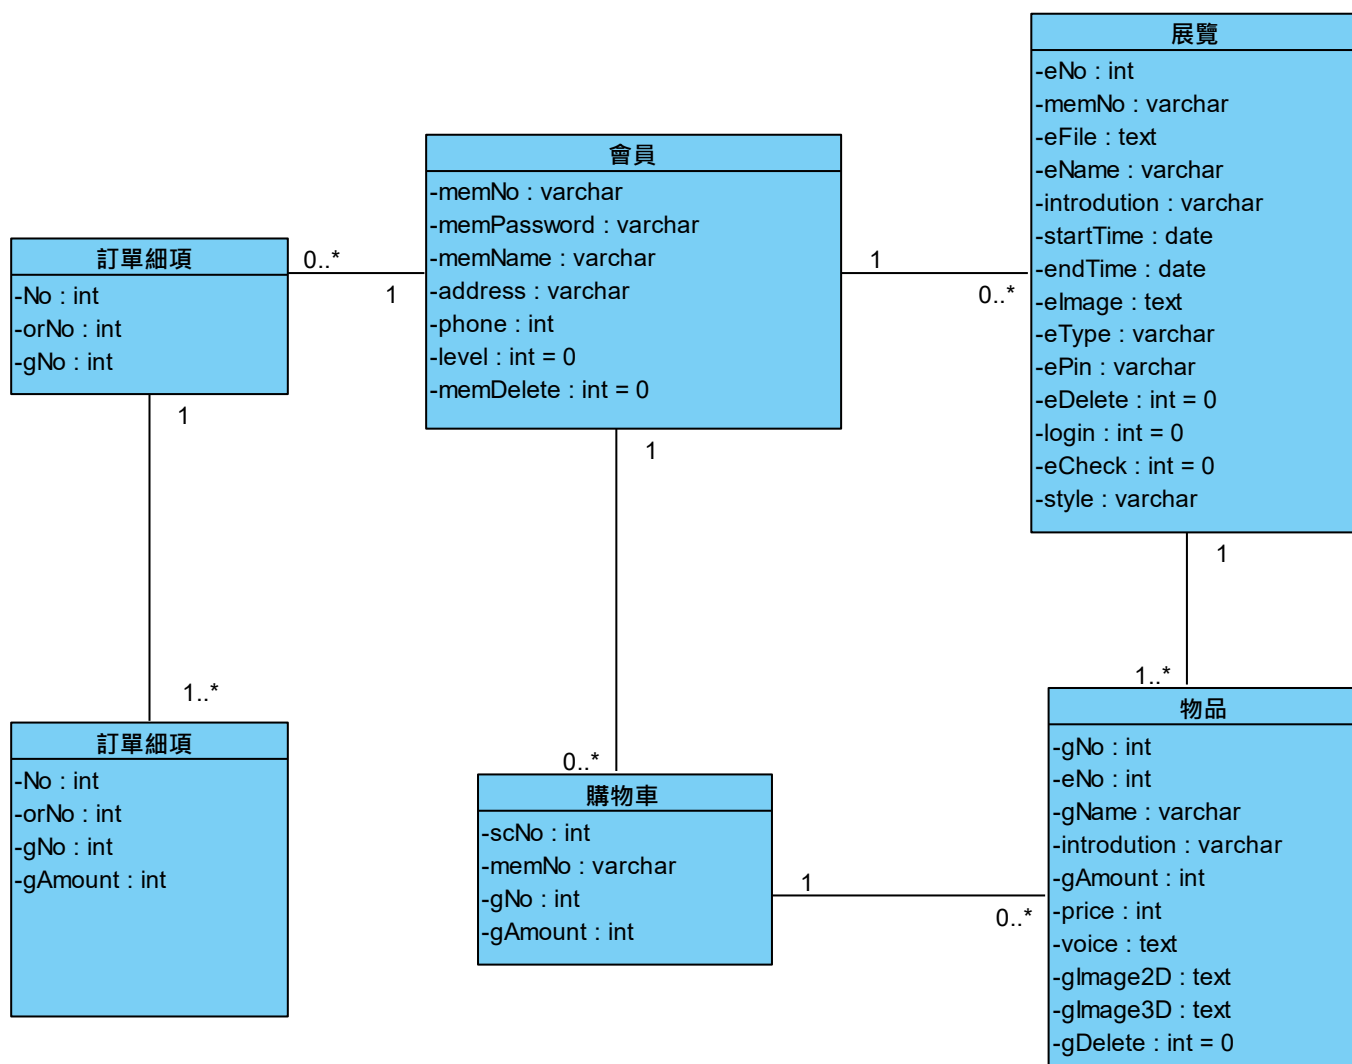 展覽
-eNo : int
-memNo : varchar
-eFile : text
-eName : varchar
-introdution : varchar
-startTime : date
-endTime : date
-eImage : text
-eType : varchar
-ePin : varchar
-eDelete : int = 0
-login : int = 0
-eCheck : int = 0
-style : varchar
會員
-memNo : varchar
-memPassword : varchar
-memName : varchar
-address : varchar
-phone : int
-level : int = 0
-memDelete : int = 0
訂單細項
-No : int
-orNo : int
-gNo : int
0..*
1
1
0..*
1
1
1
1..*
0..*
1..*
訂單細項
-No : int
-orNo : int
-gNo : int
-gAmount : int
購物車
-scNo : int
-memNo : varchar
-gNo : int
-gAmount : int
1
0..*
物品
-gNo : int
-eNo : int
-gName : varchar
-introdution : varchar
-gAmount : int
-price : int
-voice : text
-gImage2D : text
-gImage3D : text
-gDelete : int = 0